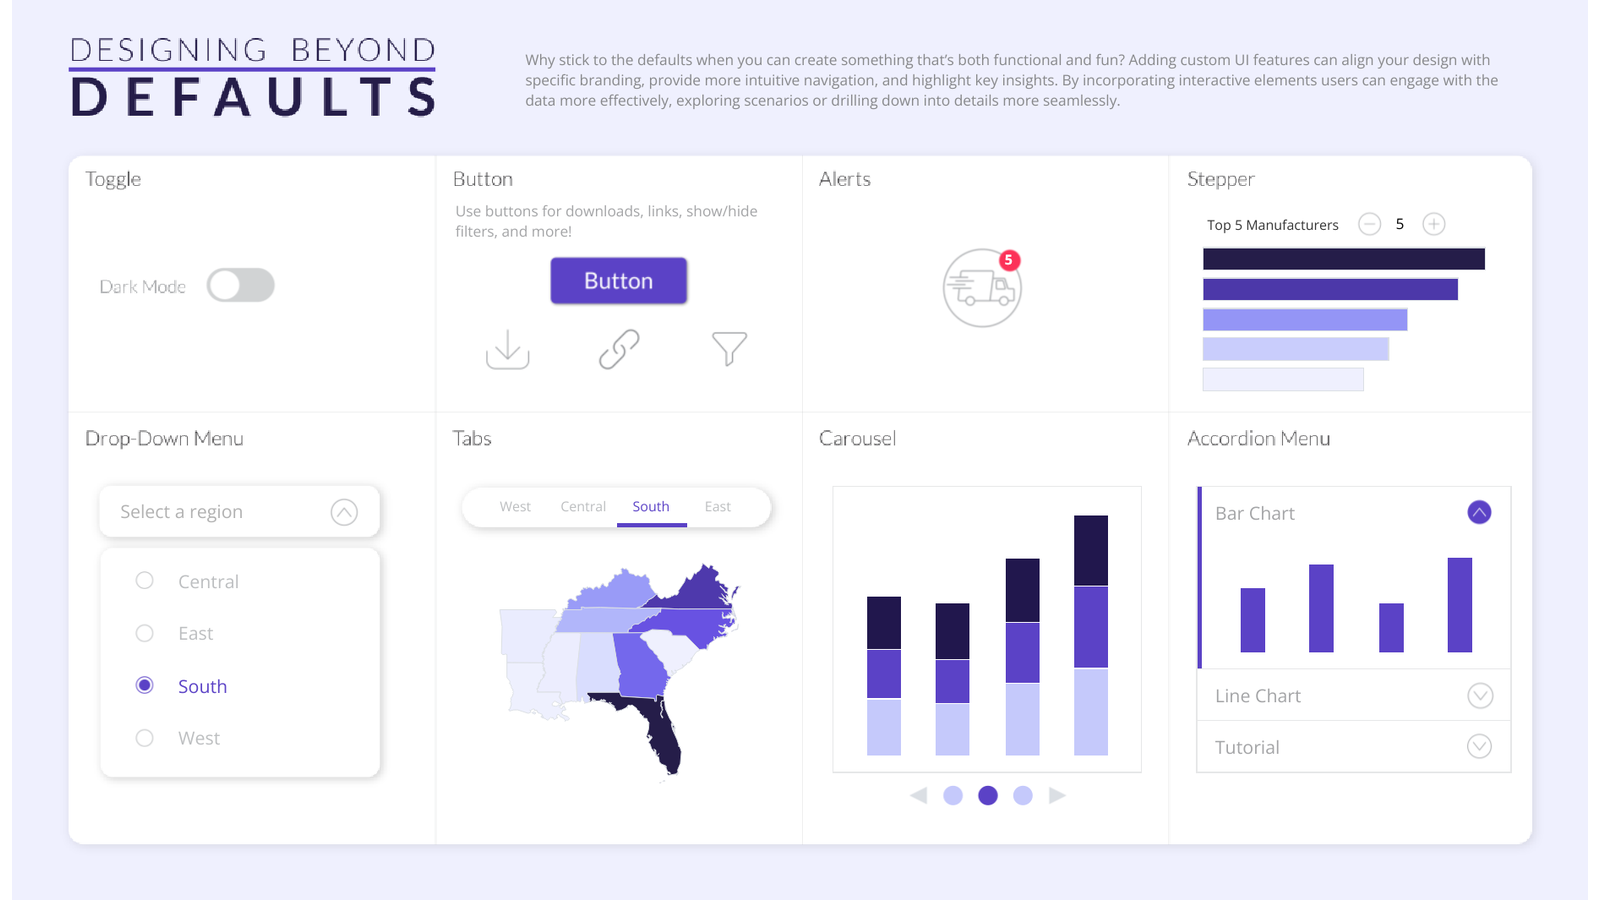 DESIGNING BEYOND
DEFAULTS
Why stick to the defaults when you can create something that's both functional and fun? Adding custom UI features can align your design with
specific branding, provide more intuitive navigation, and highlight key insights. By incorporating interactive elements users can engage with the
data more effectively, exploring scenarios or drilling down into details more seamlessly.
Toggle
Dark Mode
Button
Use buttons for downloads, links, show/hide
filters, and more!
Button
Alerts
5
Stepper
Top 5 Manufacturers 5
Drop-Down Menu
Select a region
Central
East
South
West
Tabs
West Central South East
Carousel
Accordion Menu
Bar Chart
Line Chart
Tutorial